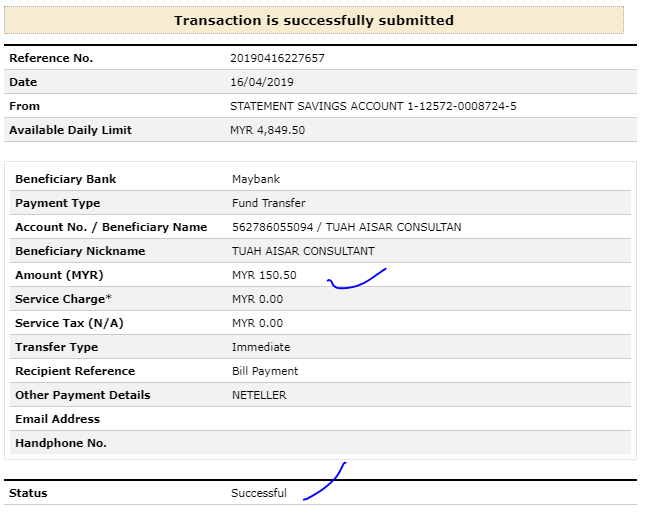 Transaction is successfully submitted
Reference No. 20190416227657
Date 16/04/2019
From STATEMENT SAVINGS ACCOUNT 1-12572-0008724-5
Available Daily Limit MYR 4,849.50
Beneficiary Bank Maybank
Payment Type Fund Transfer
Account No. / Beneficiary Name 562786055094 / TUAH AISAR CONSULTAN
Beneficiary Nickname TUAH AISAR CONSULTANT
Amount (MYR) MYR 150.50
Service Charge* MYR 0.00
Service Tax (N/A) MYR 0.00
Transfer Type Immediate
Recipient Reference Bill Payment
Other Payment Details NETELLER
Email Address
Handphone No.
Status Successful